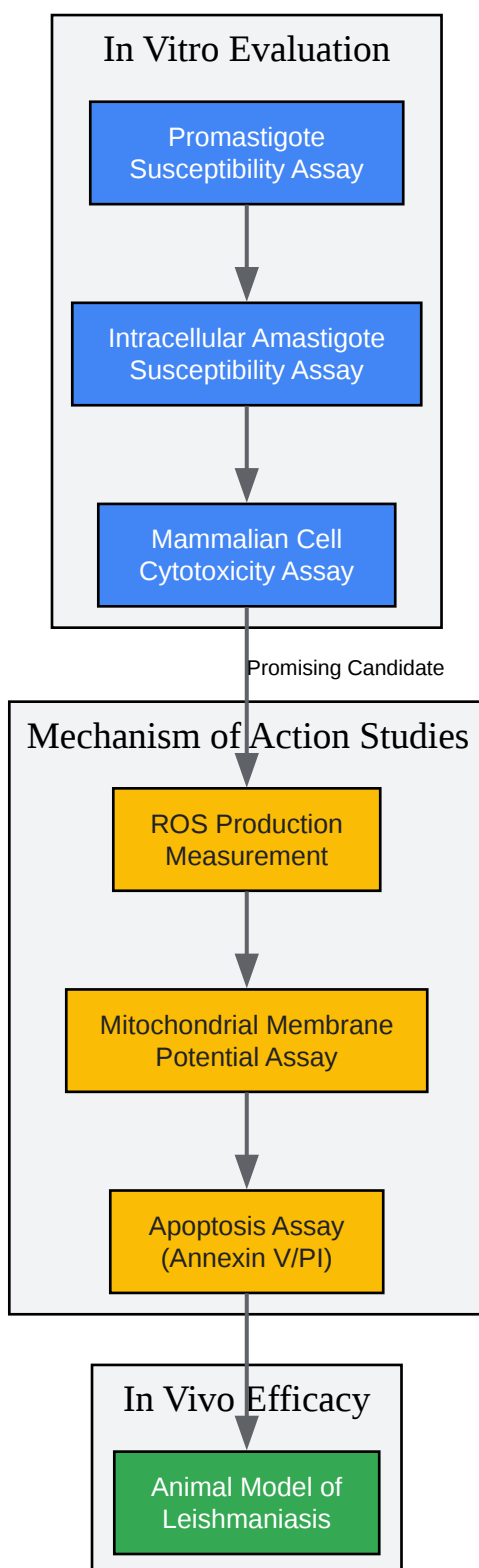 In Vitro Evaluation
Promastigote
Susceptibility Assay
Intracellular Amastigote
Susceptibility Assay
Mammalian Cell
Cytotoxicity Assay
Promising Candidate
Mechanism of Action Studies
ROS Production
Measurement
Mitochondrial Membrane
Potential Assay
Apoptosis Assay
(Annexin V/PI)
In Vivo Efficacy
Animal Model of
Leishmaniasis